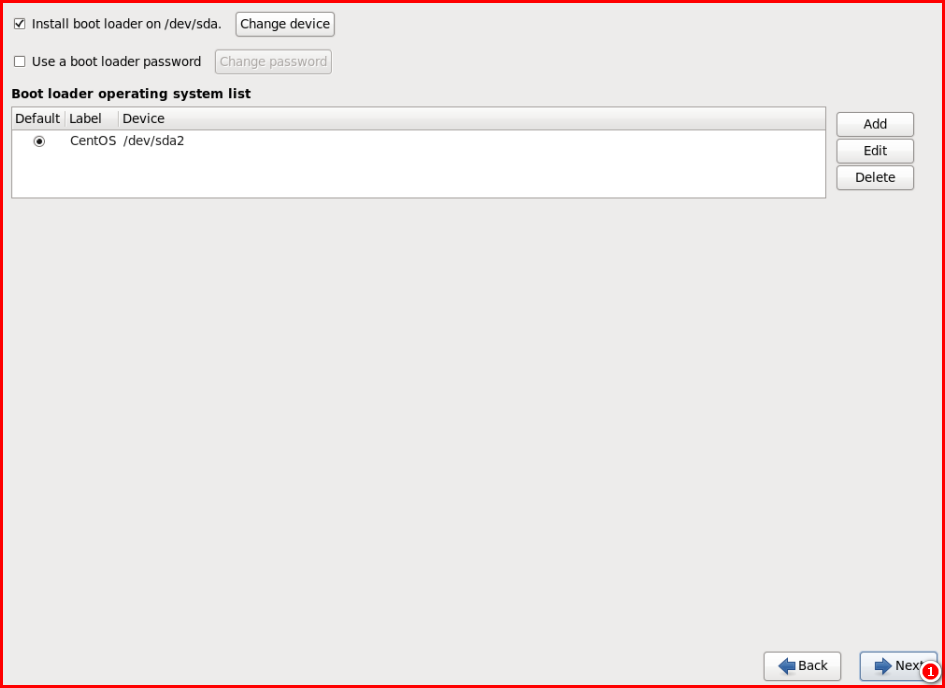 Install boot loader on /dev/sda. Change device
Use a boot loader password Change password
Boot loader operating system list
Default Label Device
CentOS /dev/sda2
Add
Edit
Delete
Back Next 1